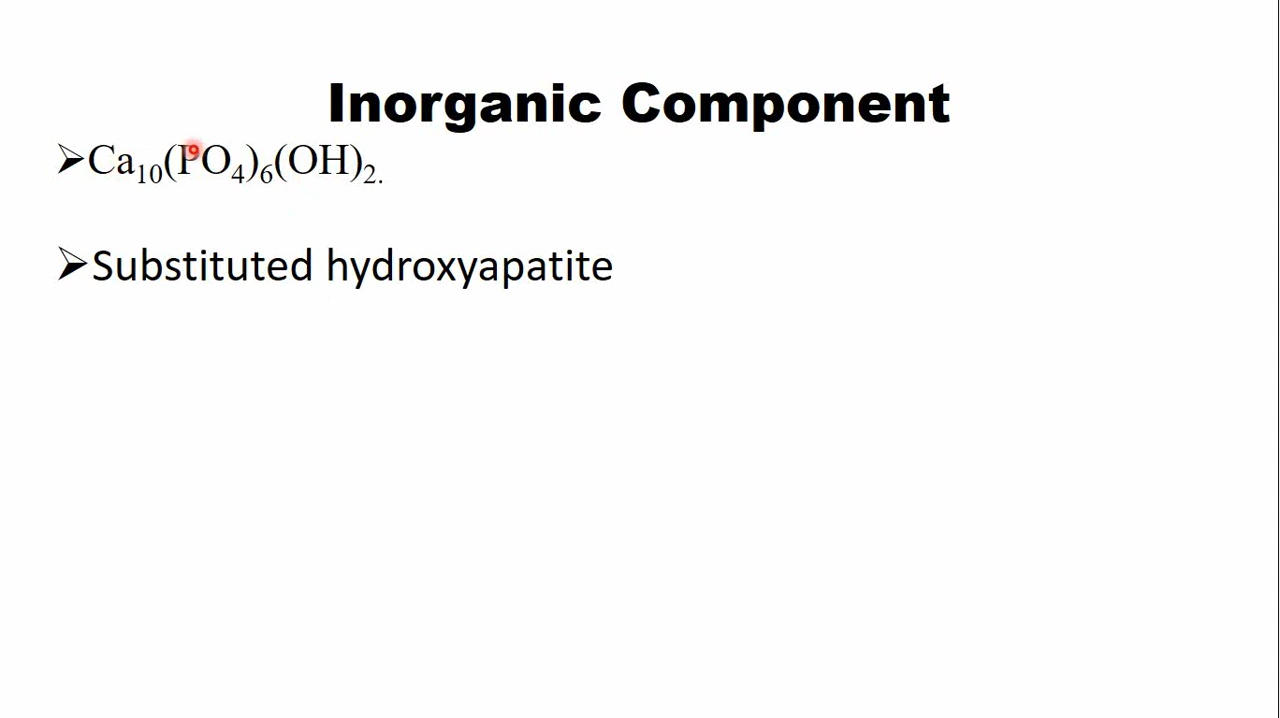 Inorganic Component
➢Ca₁₀(PO₄)₆(OH)₂.
➢Substituted hydroxyapatite